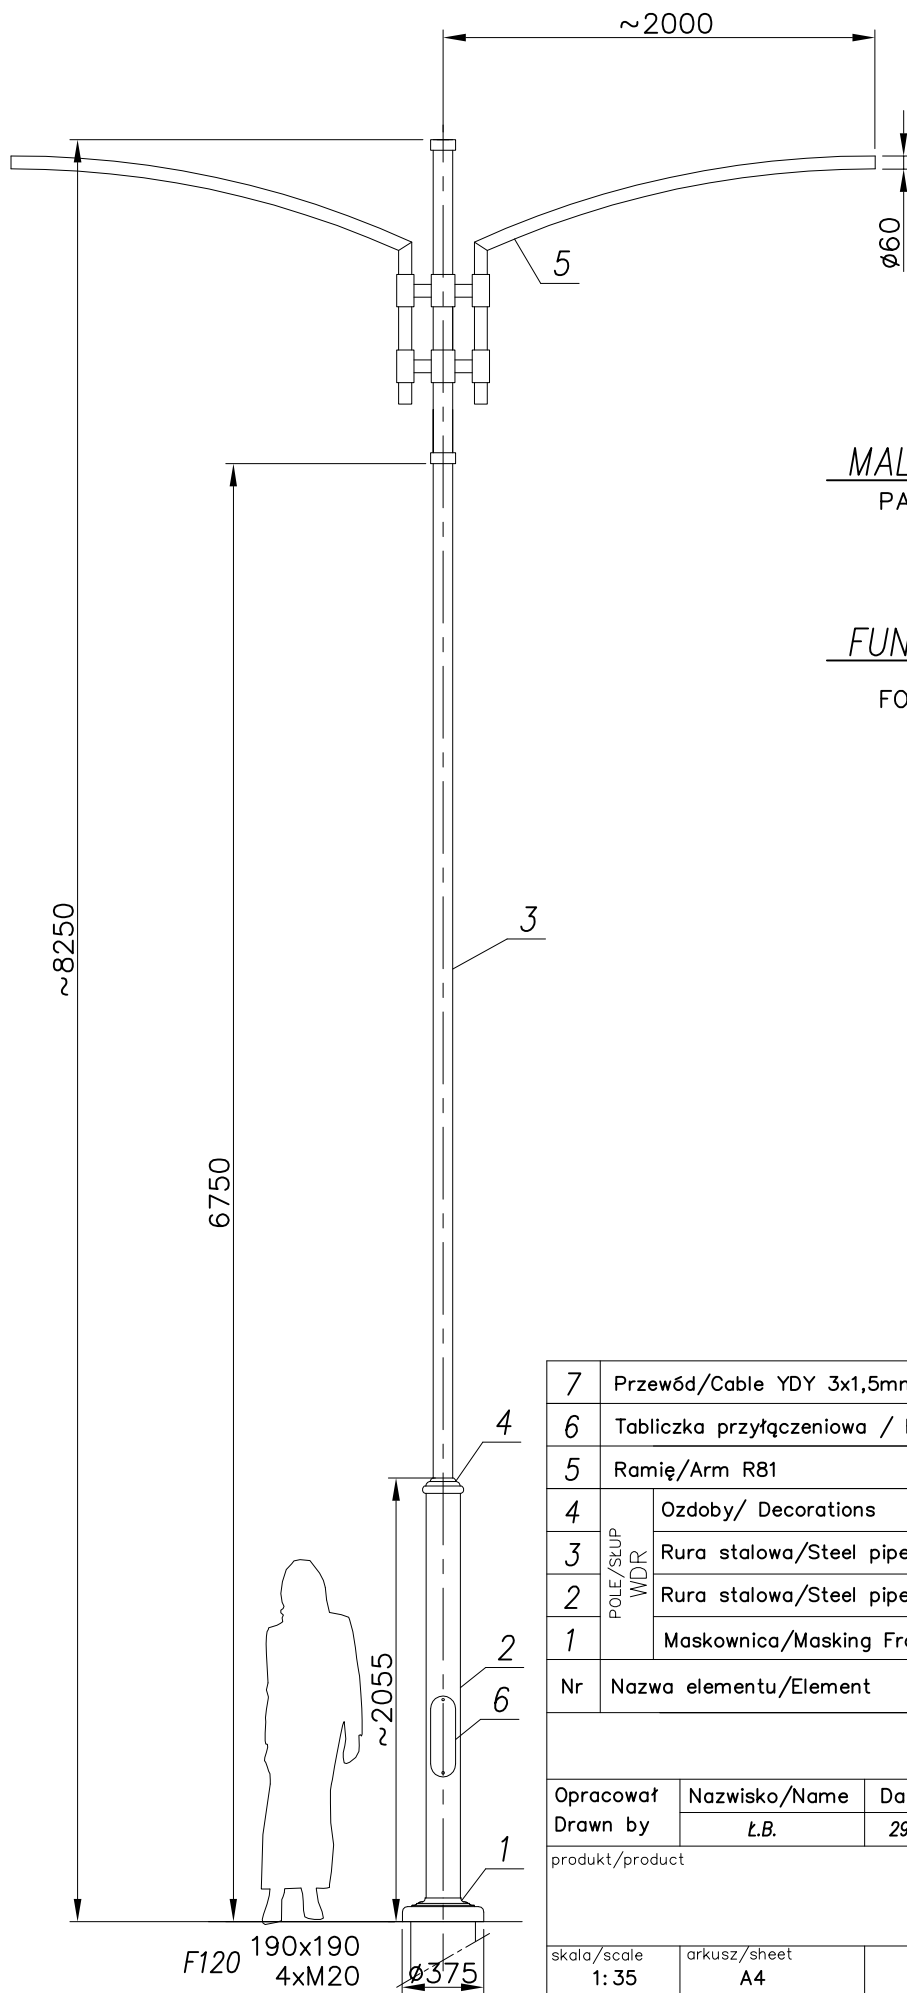 ~2000
ø60
5
MAL
PA
FUN
FO
~8250
3
6750
4
~2055
2
6
1
F120 190x190
4xM20
ø375
7 Przewód/Cable YDY 3x1,5m
6 Tabliczka przyłączeniowa /
5 Ramię/Arm R81
POLE/SŁUP
WDR
4 Ozdoby/ Decorations
3 Rura stalowa/Steel pipe
2 Rura stalowa/Steel pipe
1 Maskownica/Masking Fr
Nr Nazwa elementu/Element
Opracował Nazwisko/Name Da
Drawn by Ł.B. 29
produkt/product
skala/scale arkusz/sheet
1:35 A4